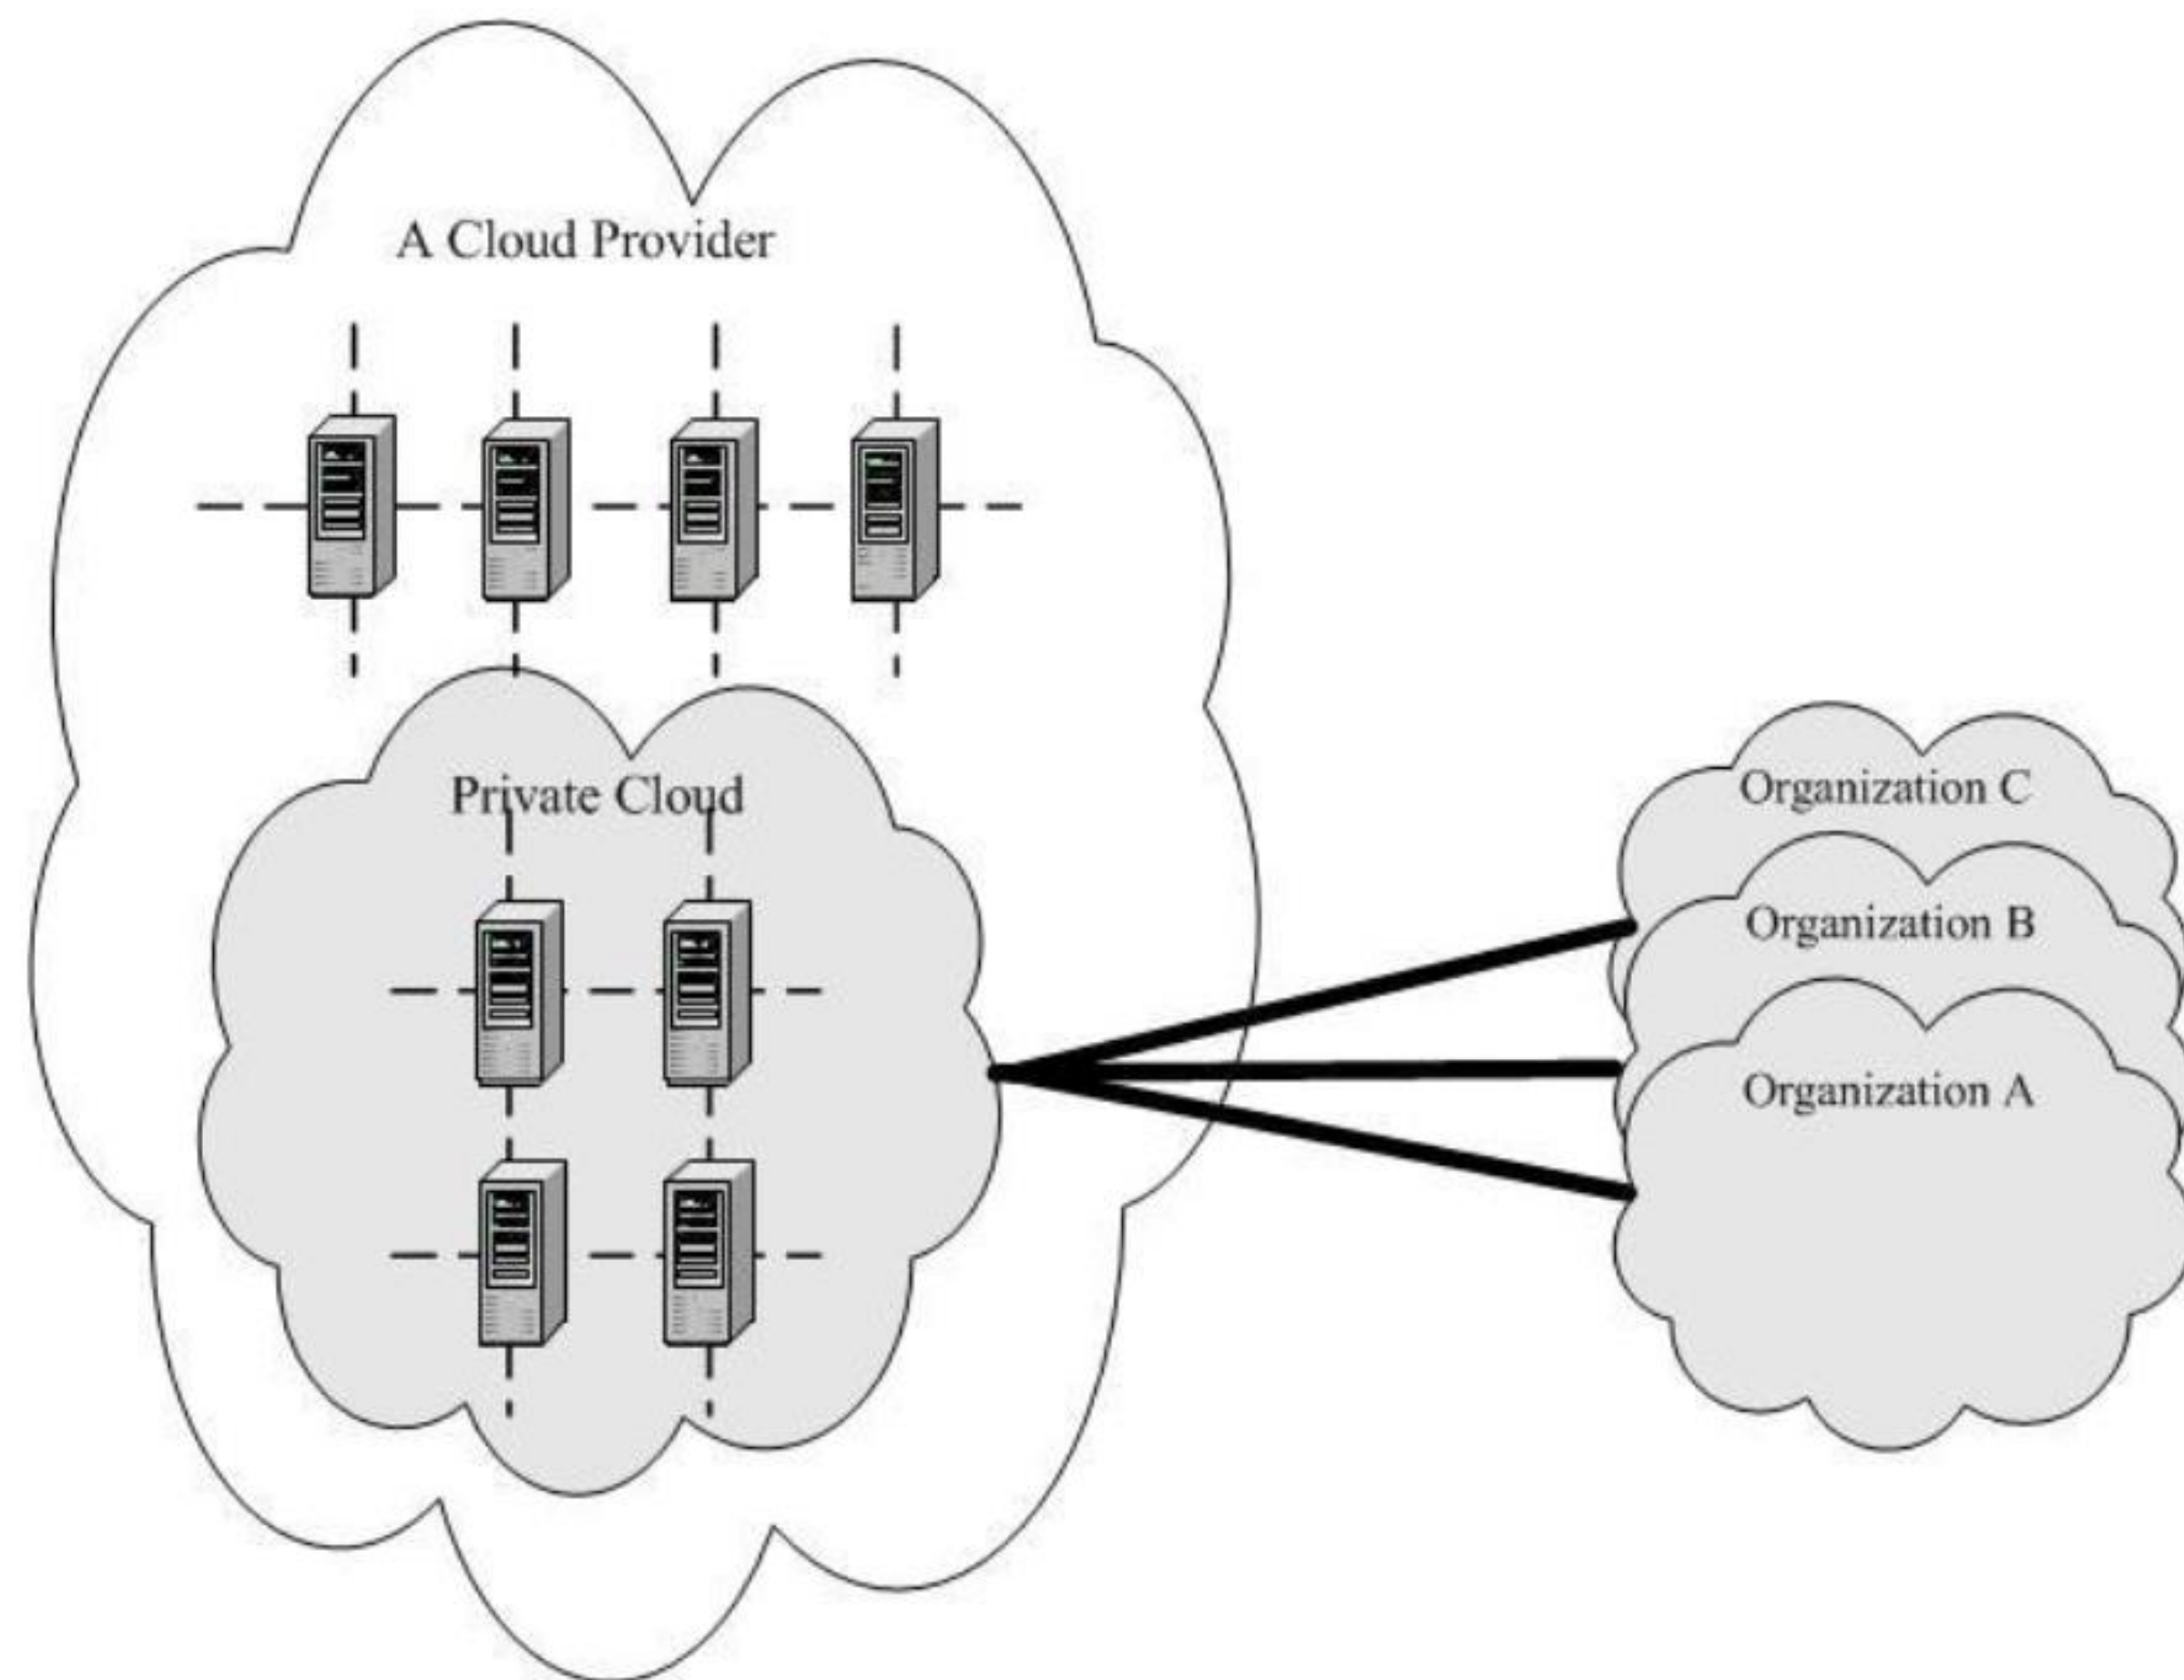 A Cloud Provider
Private Cloud
Organization C
Organization B
Organization A